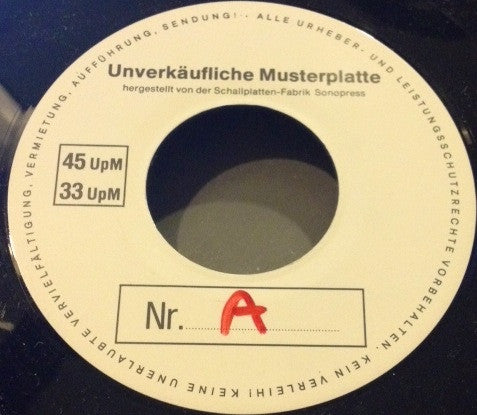 ALLE URHEBER- UND LEISTUNGSSCHUTZRECHTE VORBEHALTEN. KEIN VERLEIH! KEINE UNERLAUBTE VERVIELFÄLTIGUNG, VERMIETUNG, AUFFÜHRUNG, SENDUNG!
Unverkäufliche Musterplatte
hergestellt von der Schallplatten-Fabrik Sonopress
45 UpM
33 UpM
Nr. A